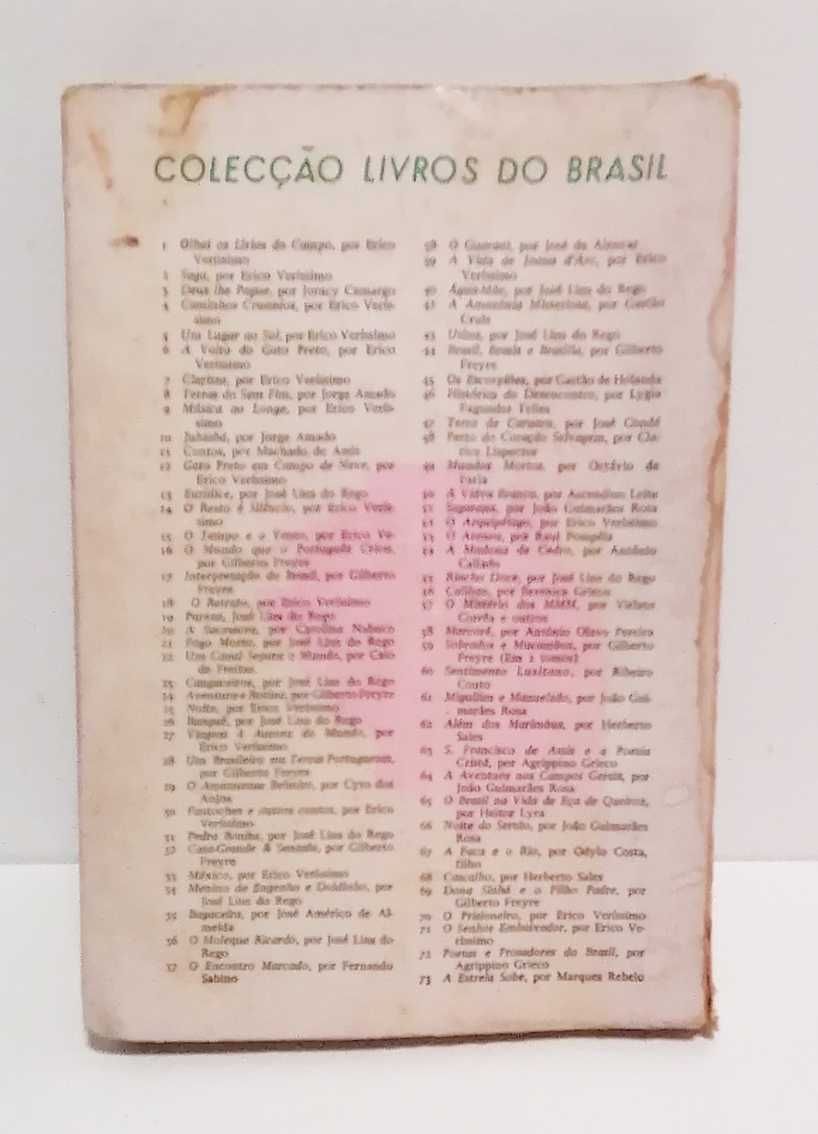 COLECÇÃO LIVROS DO BRASIL
1 Olhai os Lírios do Campo, por Erico
Veríssimo
2 Saga, por Erico Veríssimo
3 Deus lhe Pague, por Joracy Camargo
4 Caminhos Cruzados, por Erico Verís-
simo
5 Um Lugar ao Sol, por Erico Veríssimo
6 A Volta do Gato Preto, por Erico
Veríssimo
7 Clarissa, por Erico Veríssimo
8 Terras do Sem Fim, por Jorge Amado
9 Música ao Longe, por Erico Verís-
simo
10 Jubiabá, por Jorge Amado
11 Contos, por Machado de Assis
12 Gato Preto em Campo de Neve, por
Erico Veríssimo
13 Eurídice, por José Lins do Rego
14 O Resto é Silêncio, por Erico Verís-
simo
15 O Tempo e o Vento, por Erico Ve-
16 O Mundo que o Português Criou,
por Gilberto Freyre
17 Interpretação do Brasil, por Gilberto
Freyre
18 O Retrato, por Erico Veríssimo
19 Pureza, José Lins do Rego
20 A Sucessora, por Carolina Nabuco
21 Fogo Morto, por José Lins do Rego
22 Um Canal Separa o Mundo, por Caio
de Freitas
23 Cangaceiros, por José Lins do Rego
24 Aventura e Rotina, por Gilberto Freyre
25 Noite, por Erico Veríssimo
26 Banguê, por José Lins do Rego
27 Viagem à Aurora do Mundo, por
Erico Veríssimo
28 Um Brasileiro em Terras Portuguesas,
por Gilberto Freyre
29 O Amanuense Belmiro, por Cyro dos
Anjos
30 Fantoches e outros contos, por Erico
Veríssimo
31 Pedra Bonita, por José Lins do Rego
32 Casa-Grande & Senzala, por Gilberto
Freyre
33 México, por Erico Veríssimo
34 Menino de Engenho e Doidinho, por
José Lins do Rego
35 Bagaceira, por José Américo de Al-
meida
36 O Moleque Ricardo, por José Lins do
Rego
37 O Encontro Marcado, por Fernando
Sabino
38 O Guarani, por José de Alencar
39 A Vida de Joana d'Arc, por Erico
Veríssimo
40 Água-Mãe, por José Lins do Rego
41 A Amazónia Misteriosa, por Gastão
Cruls
43 Usina, por José Lins do Rego
44 Brasil, Brasis e Brasília, por Gilberto
Freyre
45 Os Escorpiões, por Gastão de Holanda
46 Histórias do Desencontro, por Lygia
Fagundes Telles
47 Terra de Caruaru, por José Condé
48 Perto do Coração Selvagem, por Cla-
rice Lispector
49 Mundos Mortos, por Octávio de
Faria
50 A Viúva Branca, por Ascendino Leite
51 Sagarana, por João Guimarães Rosa
52 O Arquipélago, por Erico Veríssimo
53 O Ateneu, por Raul Pompéia
54 A Madona de Cedro, por António
Callado
55 Riacho Doce, por José Lins do Rego
56 por
57 O Mistério dos MMM, por Viriato
Corrêa e outros
58 Marcoré, por António Olavo Pereira
59 Sobrados e Mucambos, por Gilberto
Freyre (Em 2 tomos)
60 Sentimento Lusitano, por Ribeiro
Couto
61 Miguilim e Manuelzão, por João Gui-
marães Rosa
62 Além dos Marimbus, por Herberto
Sales
63 S. Francisco de Assis e a Poesia
Cristã, por Agrippino Grieco
64 A Aventura nos Campos Gerais, por
João Guimarães Rosa
65 O Brasil na Vida de Eça de Queiroz,
por Heitor Lyra
66 Noite do Sertão, por João Guimarães
Rosa
67 A Faca e o Rio, por Odylo Costa,
filho
68 Cascalho, por Herberto Sales
69 Dona Sinhá e o Filho Padre, por
Gilberto Freyre
70 O Prisioneiro, por Erico Veríssimo
71 O Senhor Embaixador, por Erico Ve-
ríssimo
72 Poetas e Prosadores do Brasil, por
Agrippino Grieco
73 A Estrela Sobe, por Marques Rebelo